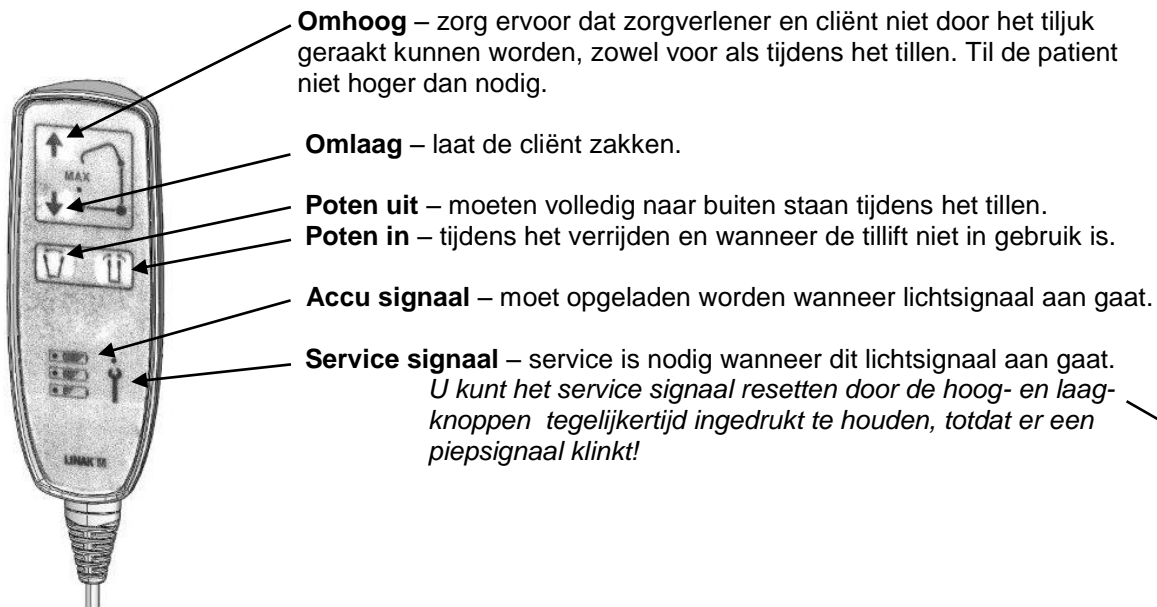 Omhoog – zorg ervoor dat zorgverlener en cliënt niet door het tiljuk
geraakt kunnen worden, zowel voor als tijdens het tillen. Til de patient
niet hoger dan nodig.
Omlaag – laat de cliënt zakken.
MAX
Poten uit – moeten volledig naar buiten staan tijdens het tillen.
Poten in – tijdens het verrijden en wanneer de tillift niet in gebruik is.
Accu signaal – moet opgeladen worden wanneer lichtsignaal aan gaat.
Service signaal – service is nodig wanneer dit lichtsignaal aan gaat.
U kunt het service signaal resetten door de hoog- en laag-
knoppen tegelijkertijd ingedrukt te houden, totdat er een
piepsignaal klinkt!
LINAK